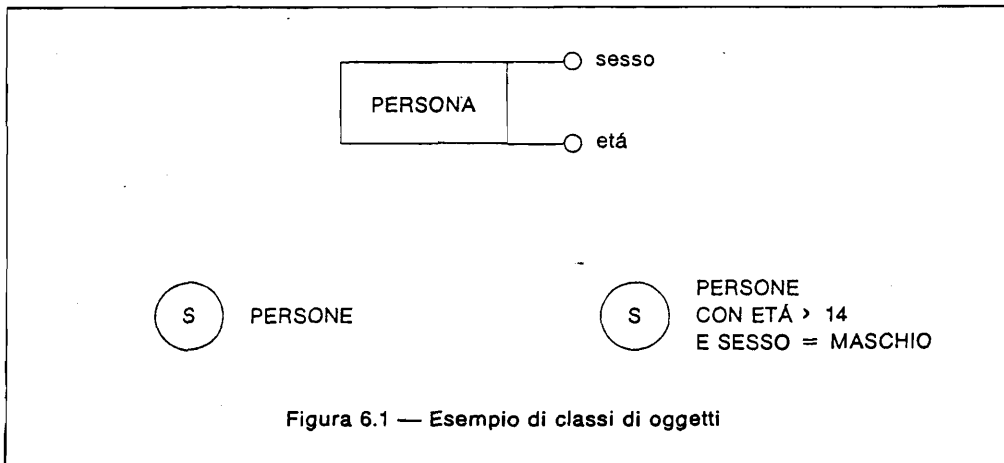 sesso
PERSONA
etá
S PERSONE
S PERSONE
CON ETÁ > 14
E SESSO = MASCHIO
Figura 6.1 — Esempio di classi di oggetti